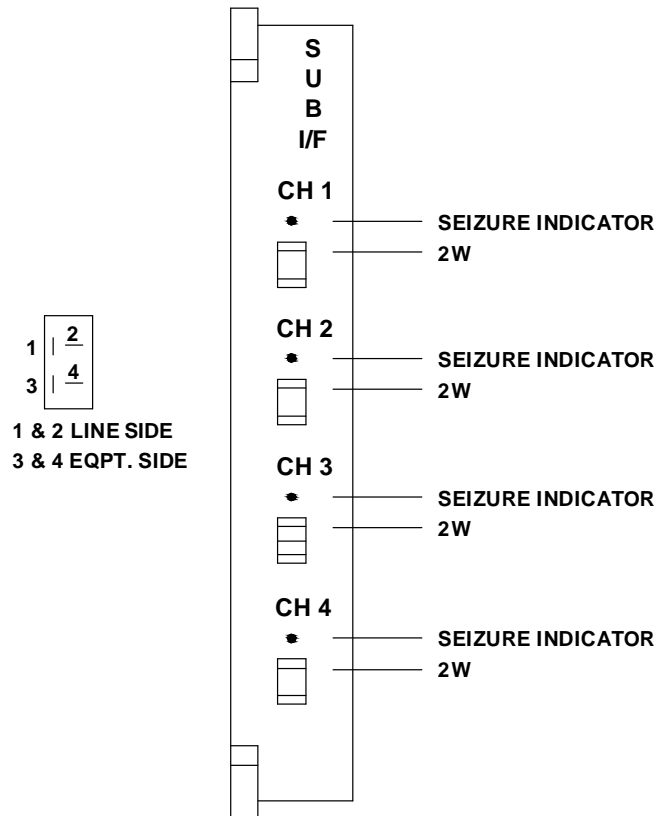 S
U
B
I/F
CH 1
SEIZURE INDICATOR
2W
CH 2
SEIZURE INDICATOR
2W
1 2
3 4
1 & 2 LINE SIDE
3 & 4 EQPT. SIDE
CH 3
SEIZURE INDICATOR
2W
CH 4
SEIZURE INDICATOR
2W